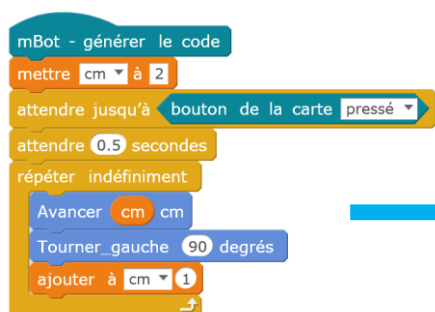 mBot - générer le code
mettre cm à 2
attendre jusqu'à bouton de la carte pressé
attendre 0.5 secondes
répéter indéfiniment
Avancer cm cm
Tourner_gauche 90 degrés
ajouter à cm 1